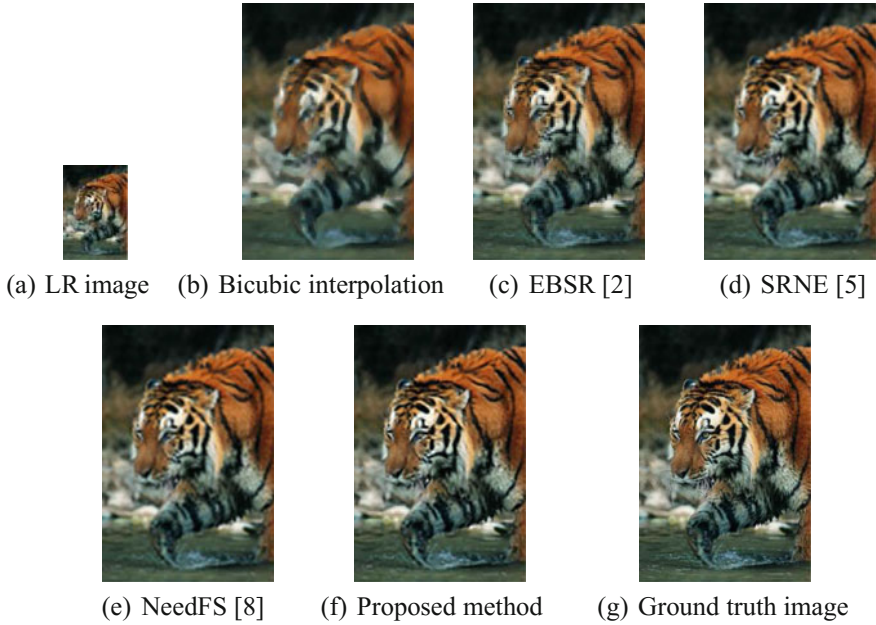 (a) LR image
(b) Bicubic interpolation
(c) EBSR [2]
(d) SRNE [5]
(e) NeedFS [8]
(f) Proposed method
(g) Ground truth image